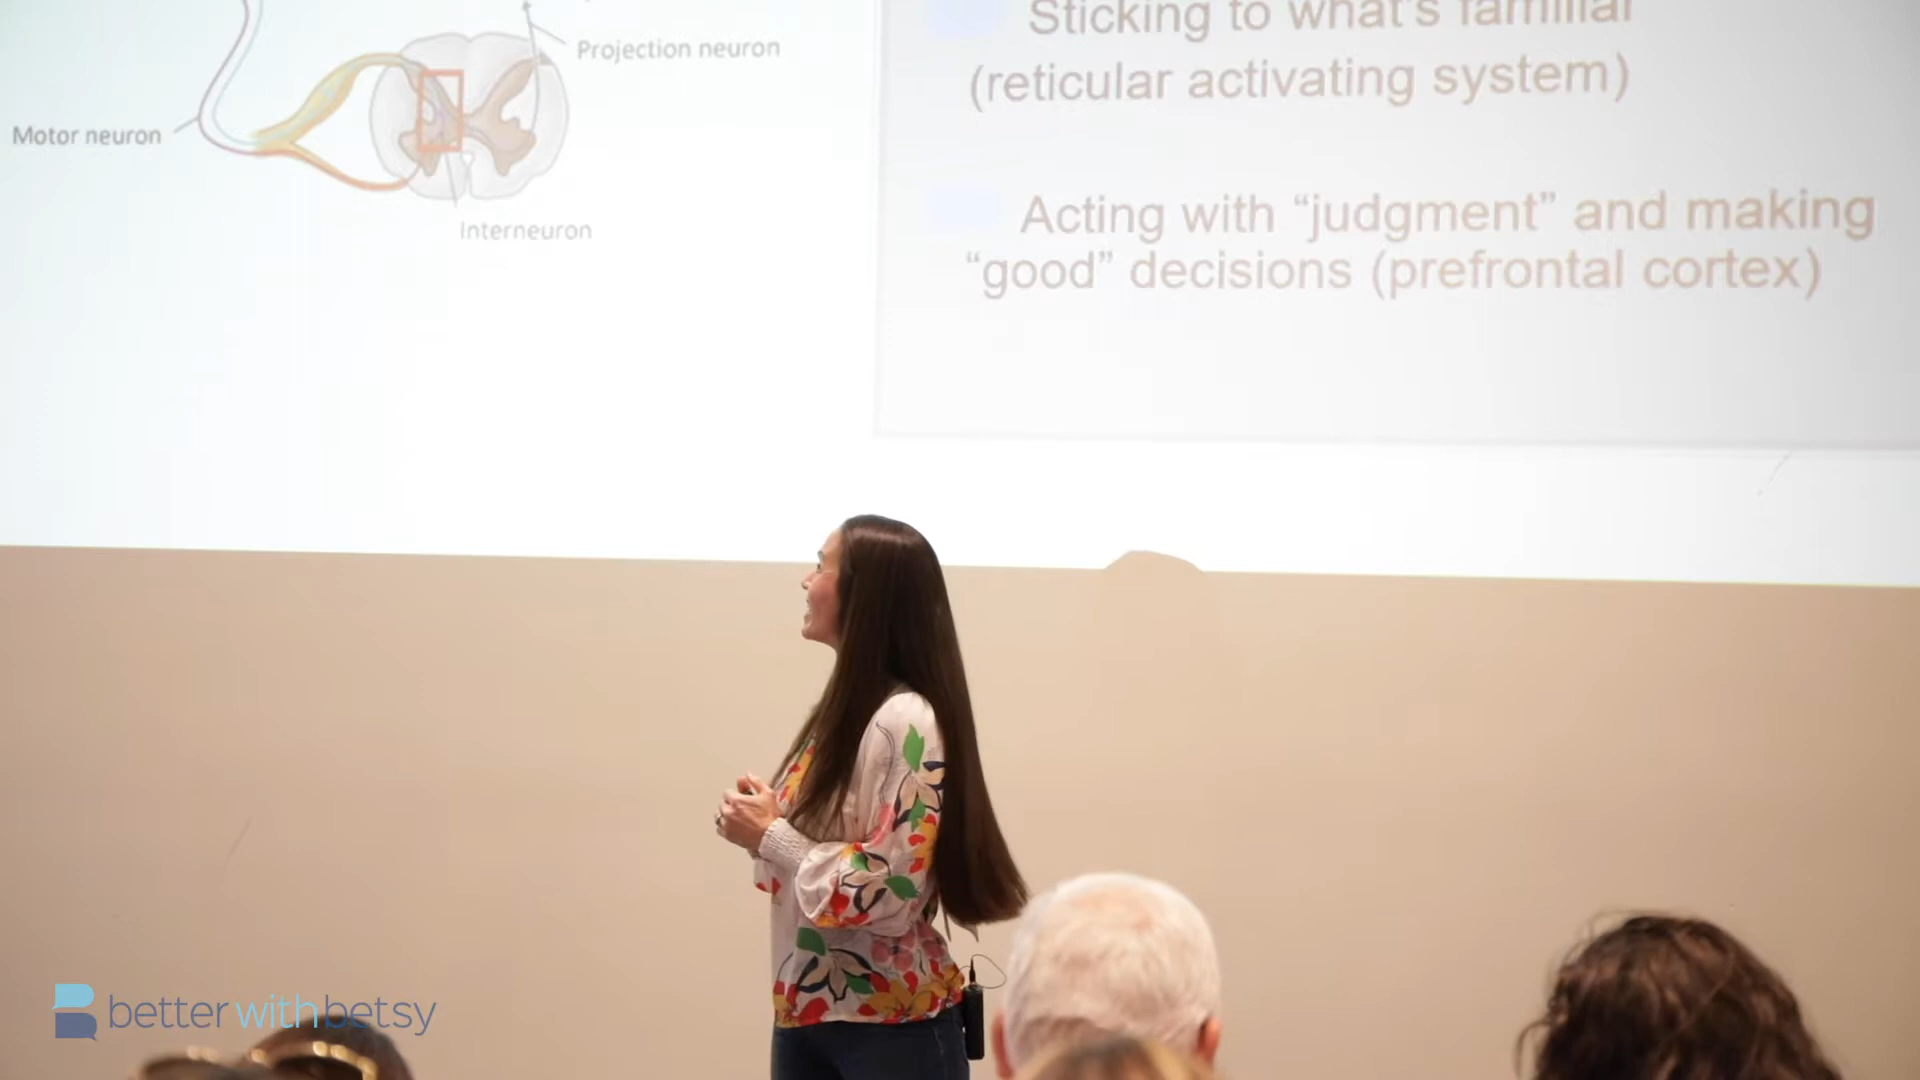 Projection neuron
Motor neuron
Interneuron
Sticking to what's familiar
(reticular activating system)
Acting with “judgment” and making
“good” decisions (prefrontal cortex)
betterwithbetsy